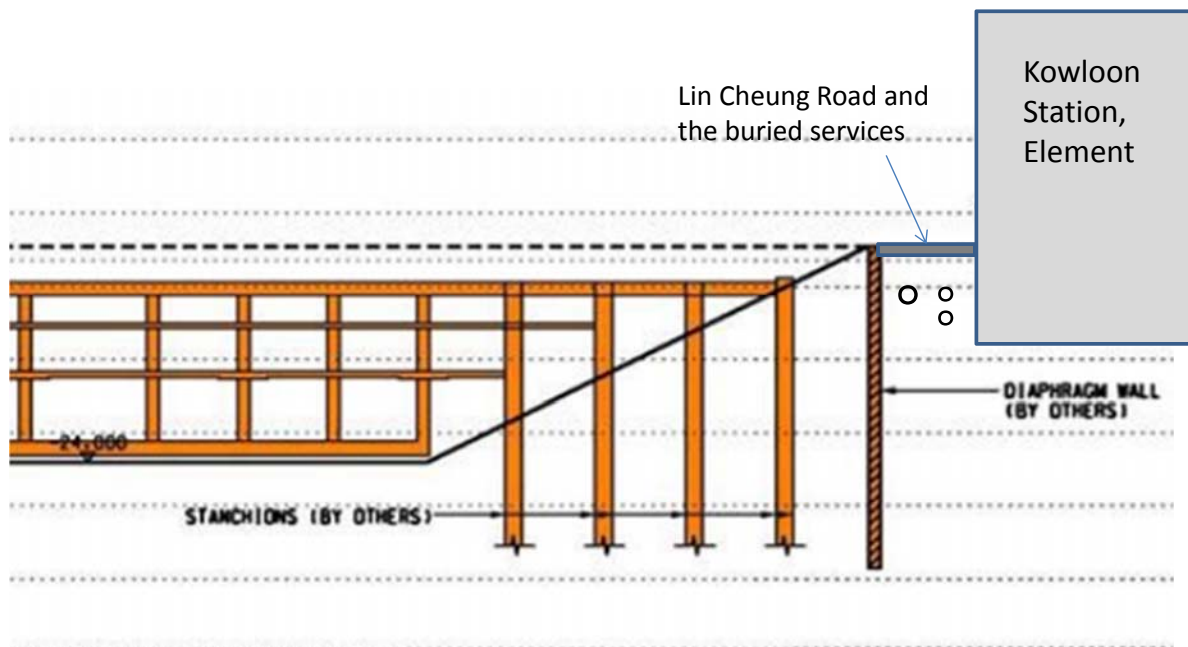 Kowloon
Station,
Element
Lin Cheung Road and
the buried services
DIAPHRAGM WALL
(BY OTHERS)
-24,000
STANCHIONS (BY OTHERS)